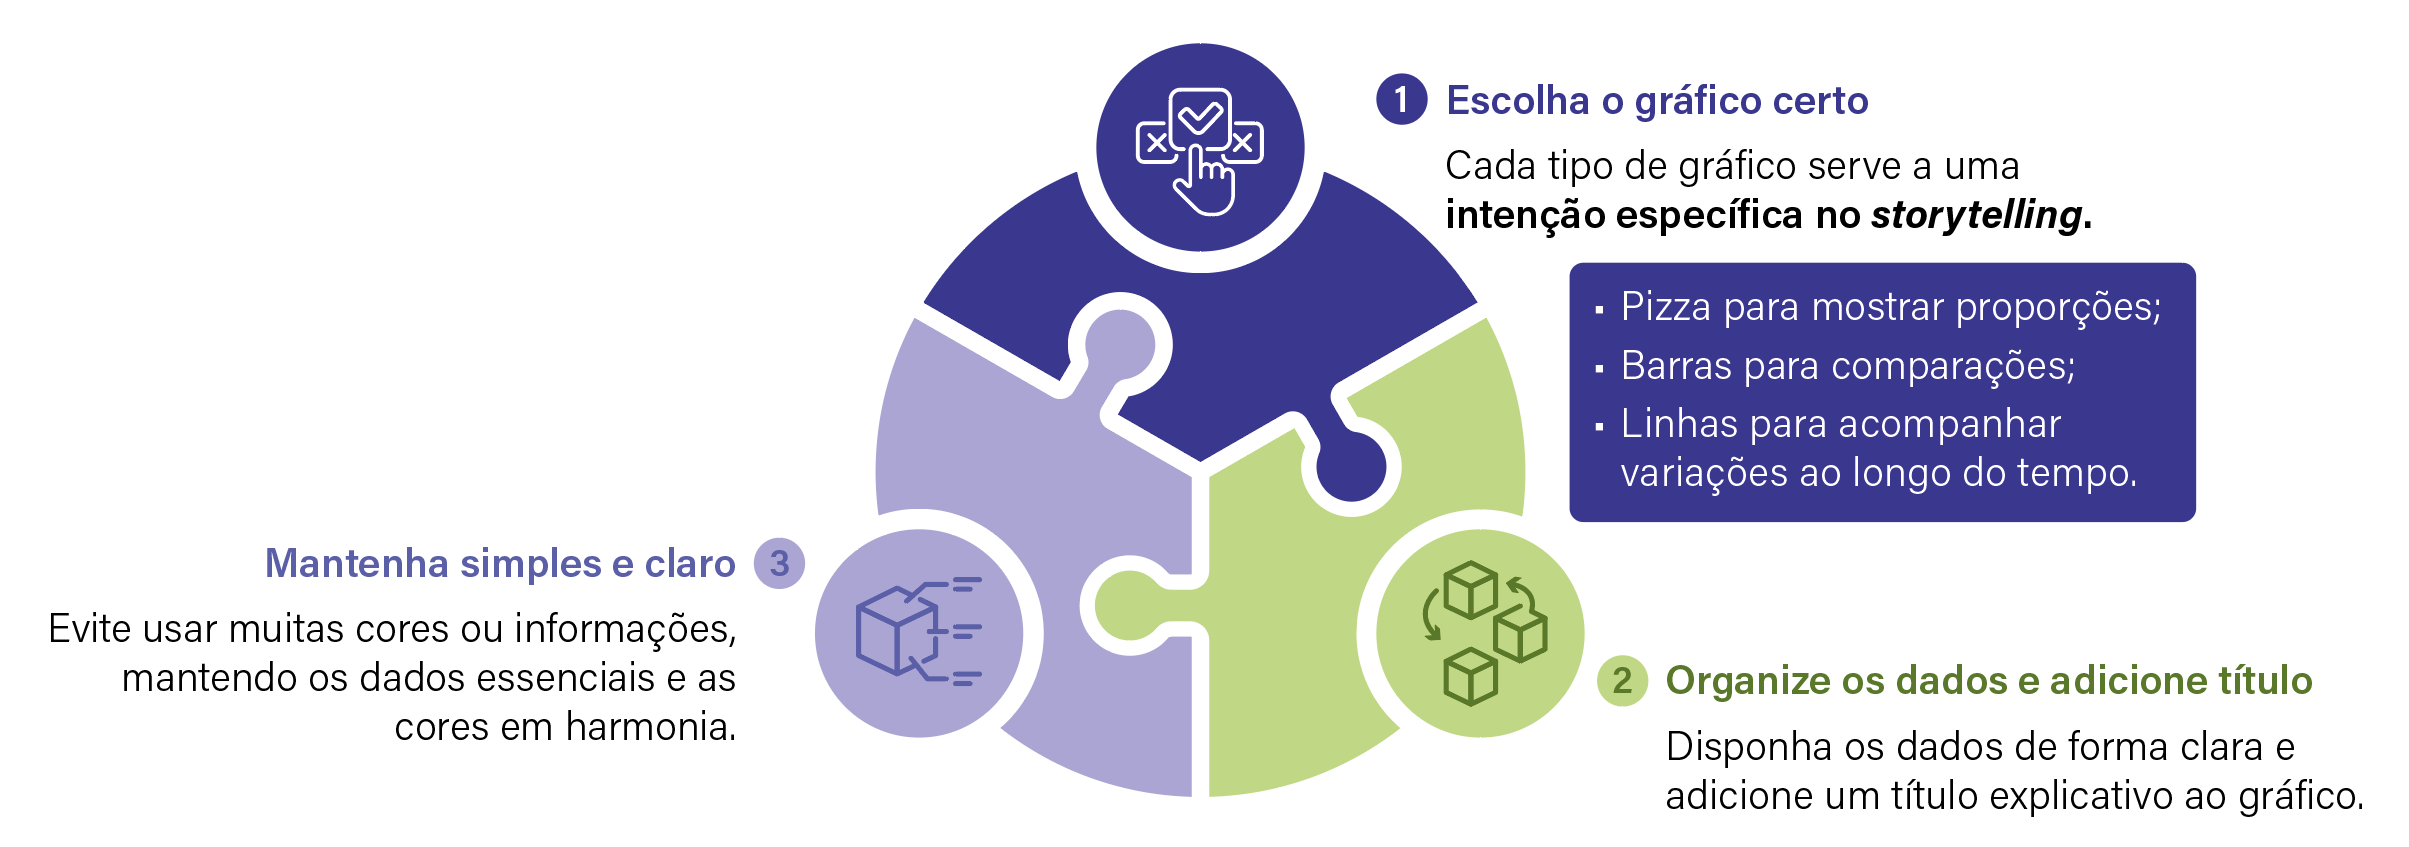 1 Escolha o gráfico certo
Cada tipo de gráfico serve a uma
intenção específica no storytelling.
▪ Pizza para mostrar proporções;
▪ Barras para comparações;
▪ Linhas para acompanhar
variações ao longo do tempo.
2 Organize os dados e adicione título
Disponha os dados de forma clara e
adicione um título explicativo ao gráfico.
Mantenha simples e claro 3
Evite usar muitas cores ou informações,
mantendo os dados essenciais e as
cores em harmonia.